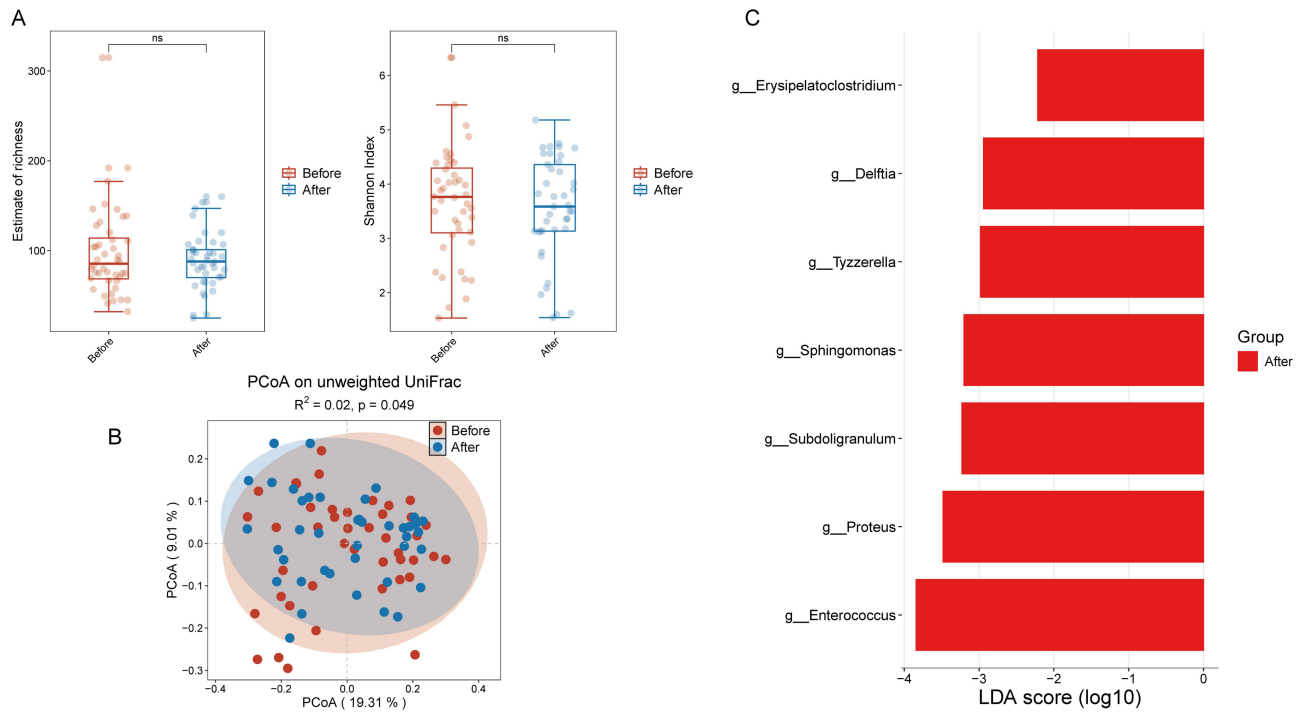 A
ns
300
200
100
Estimate of richness
Before
After
Before
After
ns
6
5
4
3
2
Shannon Index
Before
After
Before
After
PCoA on unweighted UniFrac
R² = 0.02, p = 0.049
B
Before
After
0.2
0.1
0.0
−0.1
−0.2
−0.3
PCoA ( 9.01 % )
−0.4
−0.2
0.0
0.2
0.4
PCoA ( 19.31 % )
C
g__Erysipelatoclostridium
g__Delftia
g__Tyzzerella
g__Sphingomonas
g__Subdoligranulum
g__Proteus
g__Enterococcus
−4
−3
−2
−1
0
LDA score (log10)
Group
After